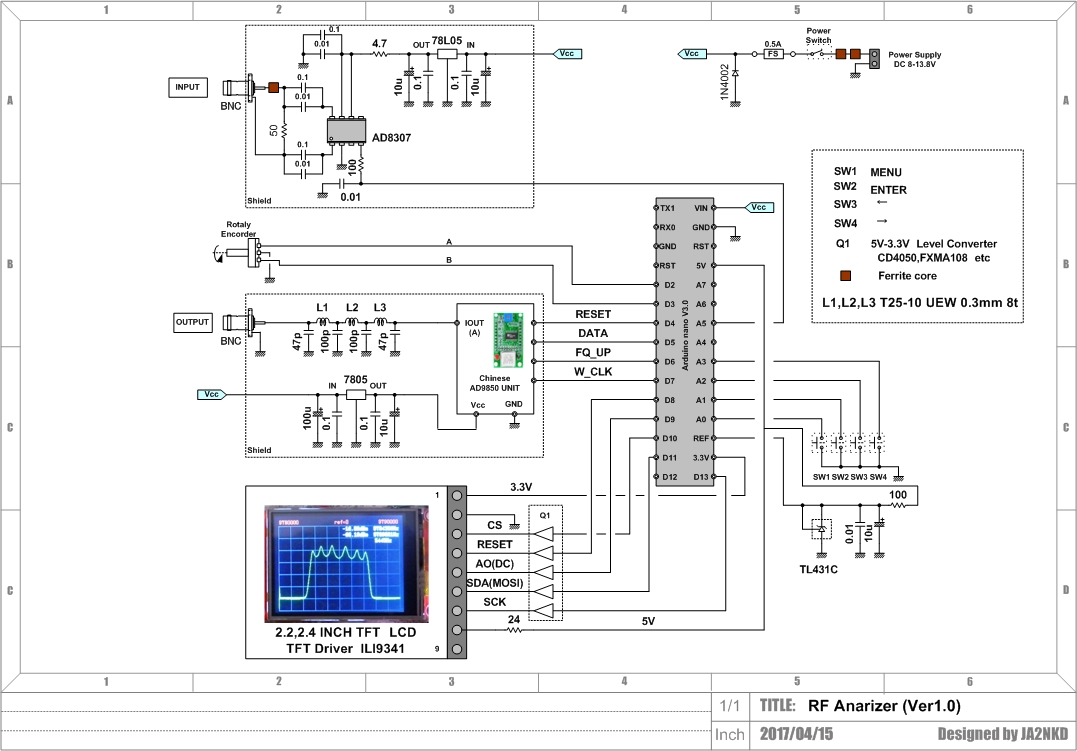 1 2 3 4 5 6
A
B
C
C
A
B
C
D
INPUT
BNC
0.1
0.01
4.7
OUT 78L05 IN
Vcc
10u
0.1
0.1
10u
0.1
0.01
50
AD8307
0.1
0.01
100
0.01
Shield
Vcc
1N4002
0.5A
FS
Power
Switch
Power Supply
DC 8-13.8V
SW1 MENU
SW2 ENTER
SW3 ←
SW4 →
Q1 5V-3.3V Level Converter
CD4050,FXMA108 etc
Ferrite core
L1,L2,L3 T25-10 UEW 0.3mm 8t
Rotaly
Encorder
A
B
OUTPUT
BNC
L1 L2 L3
47p
100p
100p
47p
IOUT
(A)
Chinese
AD9850 UNIT
Vcc GND
RESET
DATA
FQ_UP
W_CLK
Vcc
7805
IN OUT
100u
0.1
0.1
10u
Shield
Arduino nano V3.0
TX1 VIN
RX0 GND
GND RST
RST 5V
D2 A7
D3 A6
D4 A5
D5 A4
D6 A3
D7 A2
D8 A1
D9 A0
D10 REF
D11 3.3V
D12 D13
Vcc
SW1 SW2 SW3 SW4
100
0.01
10u
TL431C
1
3.3V
Q1
CS
RESET
AO(DC)
SDA(MOSI)
SCK
24
5V
9
ref=0
2.2,2.4 INCH TFT LCD
TFT Driver ILI9341
1 2 3 4 5 6
1/1 TITLE: RF Anarizer (Ver1.0)
Inch 2017/04/15 Designed by JA2NKD